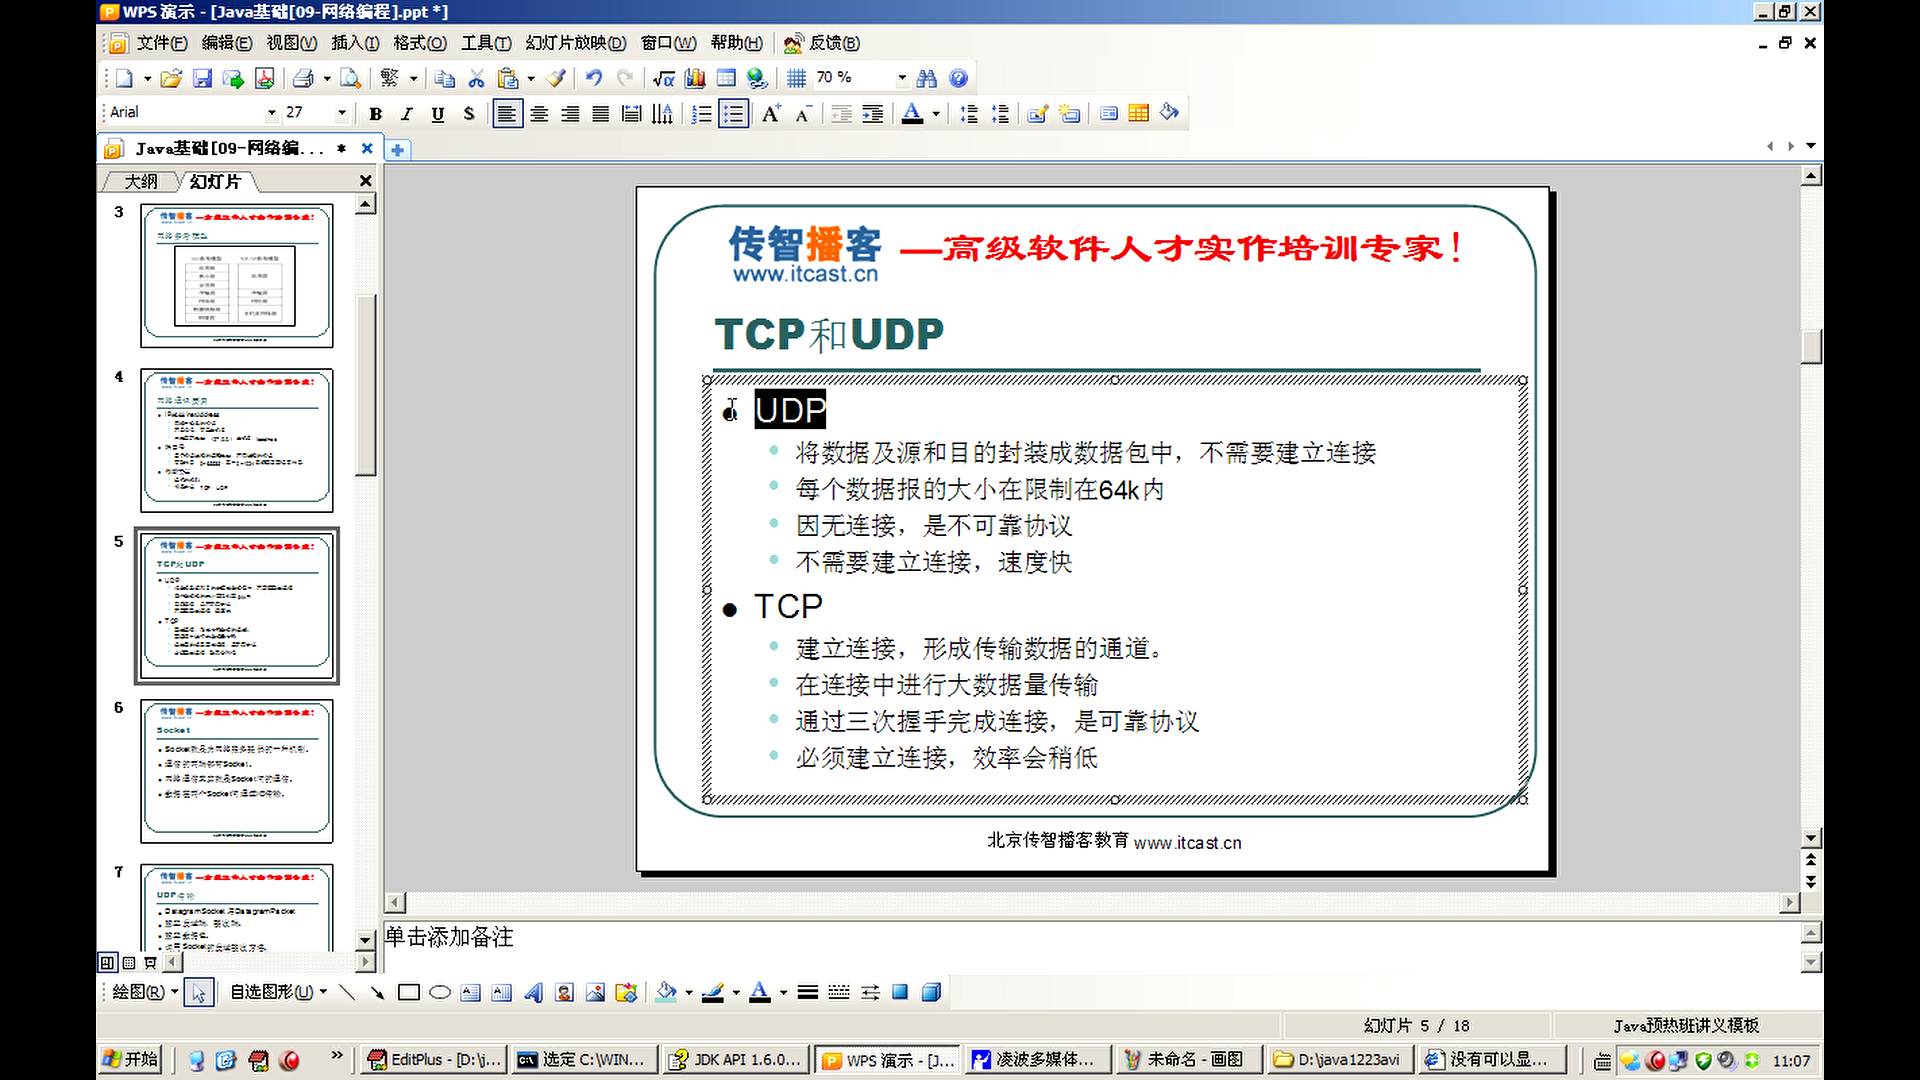 WPS 演示 - [Java基础[09-网络编程].ppt *]
文件(F) 编辑(E) 视图(V) 插入(I) 格式(O) 工具(T) 幻灯片放映(D) 窗口(W) 帮助(H) 反馈(B)
繁 70 %
Arial 27
Java基础[09-网络编... *
大纲 幻灯片
3
4
5
TCP和UDP
6
Socket
7
传智播客 —高级软件人才实作培训专家!
www.itcast.cn
TCP和UDP
UDP
将数据及源和目的封装成数据包中，不需要建立连接
每个数据报的大小在限制在64k内
因无连接，是不可靠协议
不需要建立连接，速度快
TCP
建立连接，形成传输数据的通道。
在连接中进行大数据量传输
通过三次握手完成连接，是可靠协议
必须建立连接，效率会稍低
北京传智播客教育 www.itcast.cn
单击添加备注
绘图(R) 自选图形(U)
幻灯片 5 / 18 Java预热班讲义模板
开始 EditPlus - [D:\j... 选定 C:\WIN... JDK API 1.6.0... WPS 演示 - [J... 凌波多媒体... 未命名 - 画图 D:\java1223avi 没有可以显... 11:07